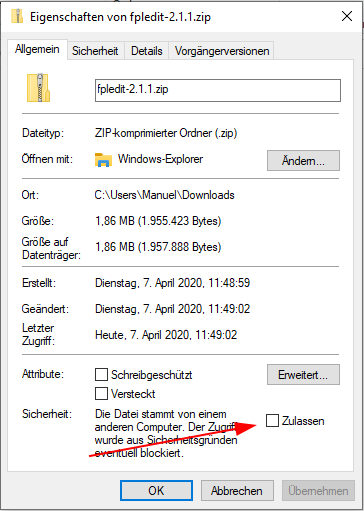 Eigenschaften von fpledit-2.1.1.zip
Allgemein Sicherheit Details Vorgängerversionen
fpledit-2.1.1.zip
Dateityp: ZIP-komprimierter Ordner (.zip)
Öffnen mit: Windows-Explorer Ändern...
Ort: C:\Users\Manuel\Downloads
Größe: 1,86 MB (1.955.423 Bytes)
Größe auf
Datenträger: 1,86 MB (1.957.888 Bytes)
Erstellt: Dienstag, 7. April 2020, 11:48:59
Geändert: Dienstag, 7. April 2020, 11:49:02
Letzter
Zugriff: Heute, 7. April 2020, 11:49:02
Attribute: Schreibgeschützt Erweitert...
Versteckt
Sicherheit: Die Datei stammt von einem
anderen Computer. Der Zugriff Zulassen
wurde aus Sicherheitsgründen
eventuell blockiert.
OK Abbrechen Übernehmen